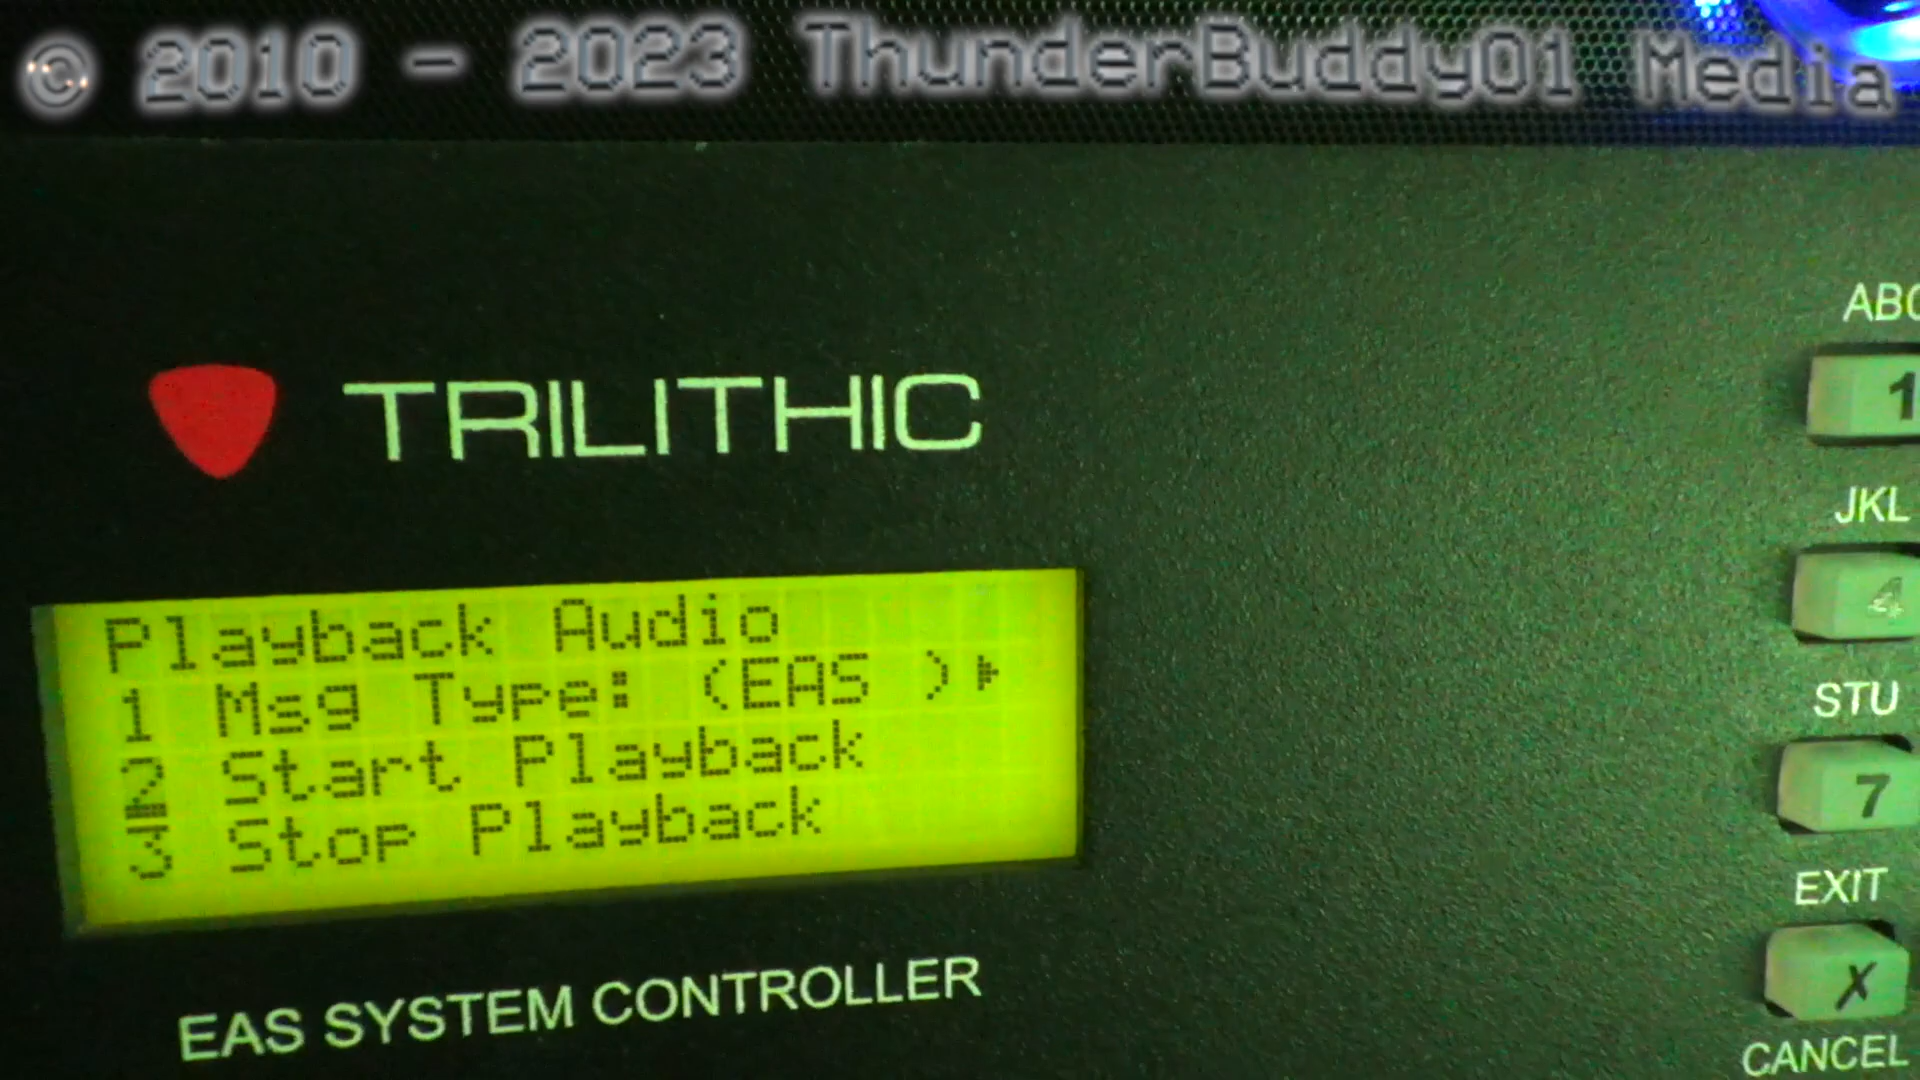 © 2010 - 2023 ThunderBuddy01 Media
TRILITHIC
Playback Audio
1 Msg Type: (EAS )▸
2 Start Playback
3 Stop Playback
EAS SYSTEM CONTROLLER
ABC
1
JKL
4
STU
7
EXIT
X
CANCEL